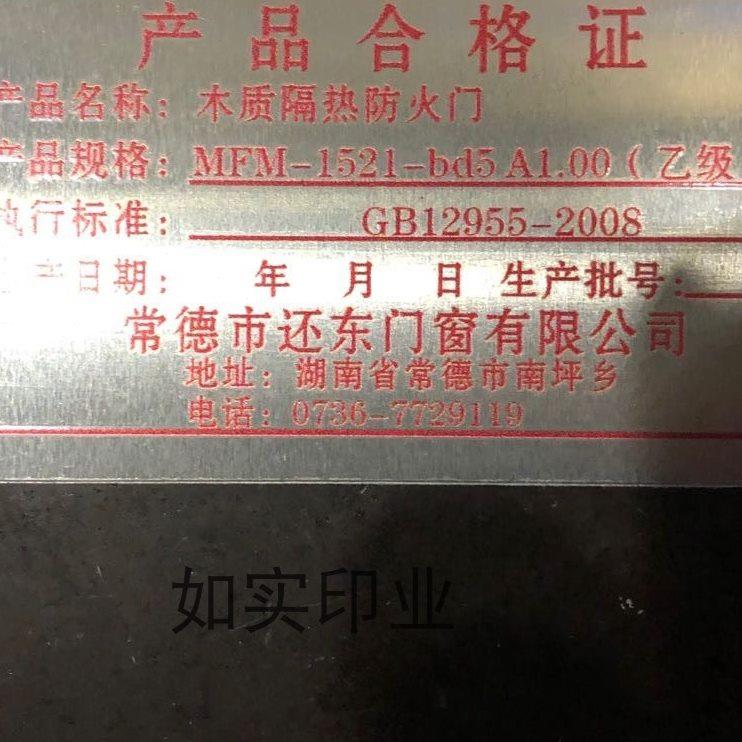 产品合格证
产品名称：木质隔热防火门
产品规格：MFM-1521-bd5 A1.00（乙级
执行标准：GB12955-2008
产日期： 年 月 日 生产批号：
常德市还东门窗有限公司
地址：湖南省常德市南坪乡
电话：0736-7729119
如实印业